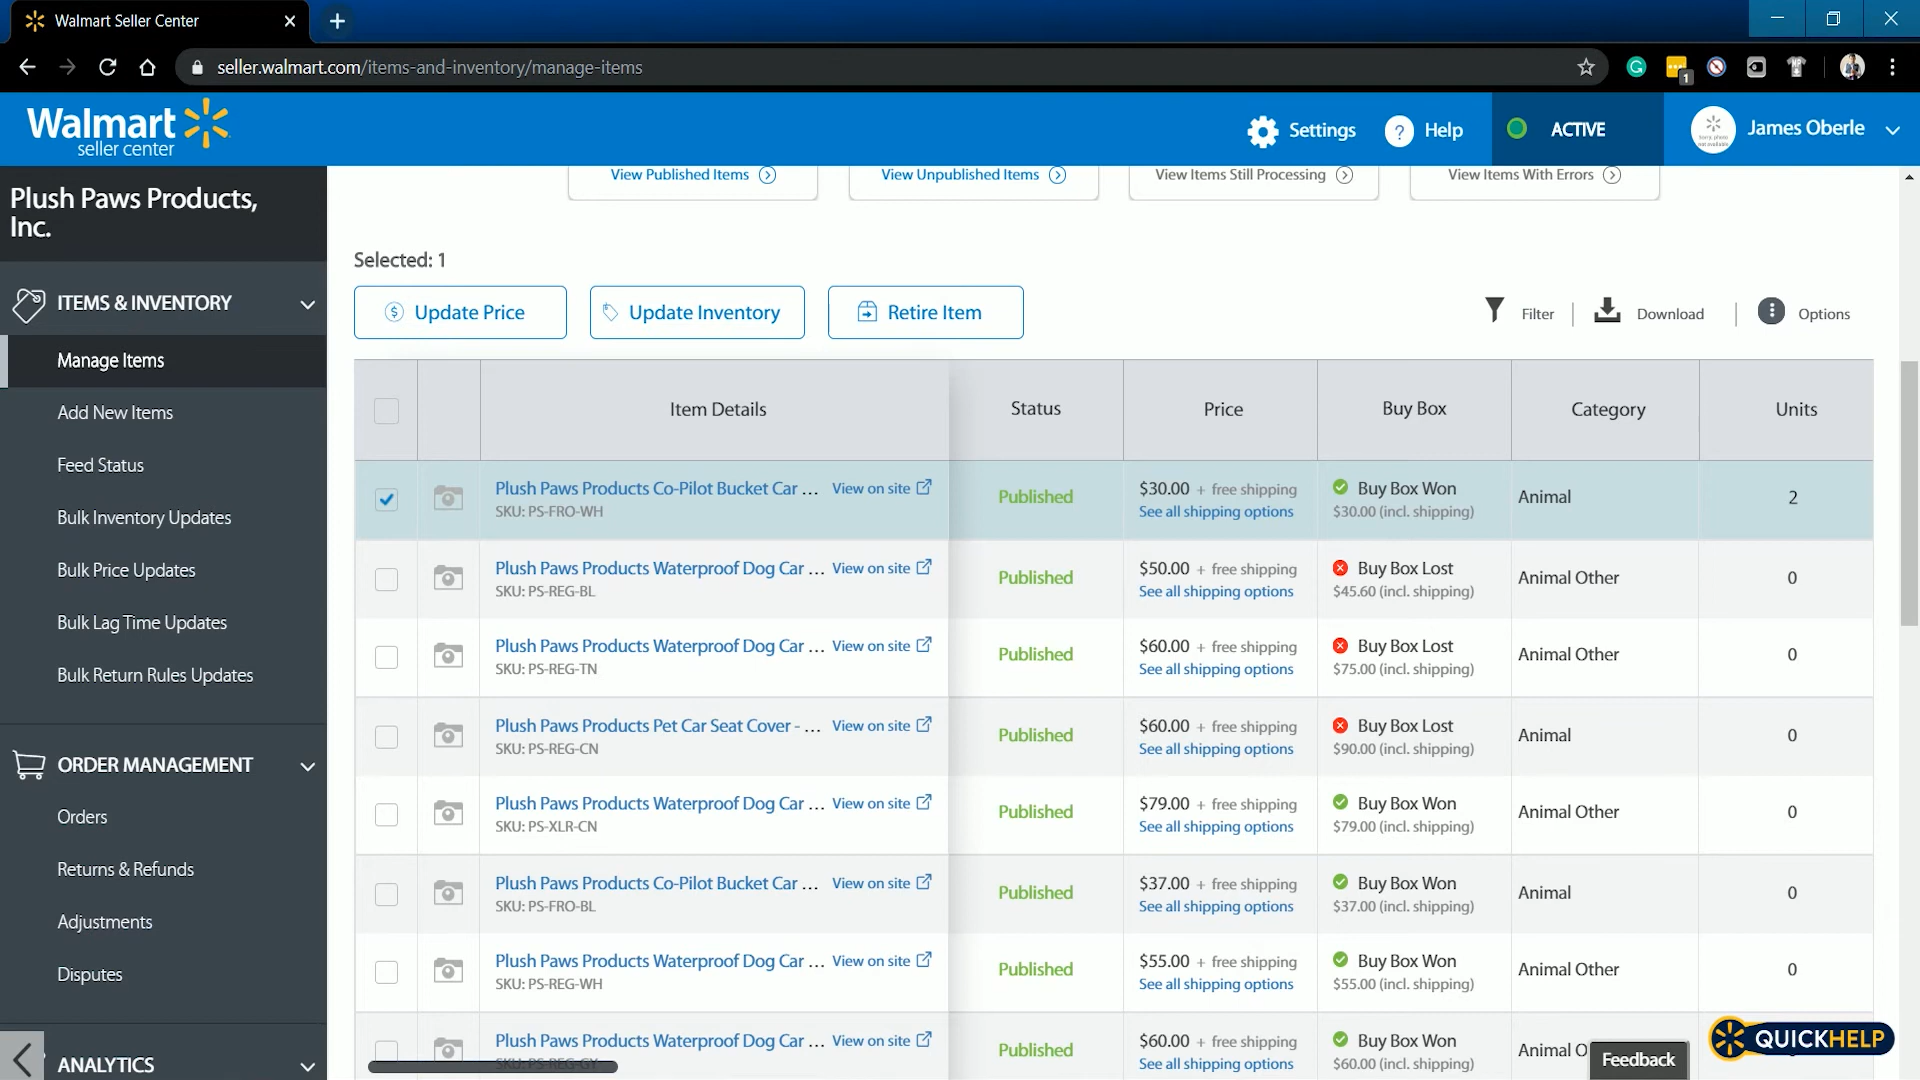 Walmart Seller Center
seller.walmart.com/items-and-inventory/manage-items
1
Walmart
seller center
Settings
? Help
ACTIVE
James Oberle
Plush Paws Products,
Inc.
ITEMS & INVENTORY
Manage Items
Add New Items
Feed Status
Bulk Inventory Updates
Bulk Price Updates
Bulk Lag Time Updates
Bulk Return Rules Updates
ORDER MANAGEMENT
Orders
Returns & Refunds
Adjustments
Disputes
ANALYTICS
View Published Items
View Unpublished Items
View Items Still Processing
View Items With Errors
Selected: 1
Update Price
Update Inventory
Retire Item
Filter
Download
Options
Item Details Status Price Buy Box Category Units
Plush Paws Products Co-Pilot Bucket Car ... View on site Published $30.00 + free shipping Buy Box Won Animal 2
SKU: PS-FRO-WH See all shipping options $30.00 (incl. shipping)
Plush Paws Products Waterproof Dog Car ... View on site Published $50.00 + free shipping Buy Box Lost Animal Other 0
SKU: PS-REG-BL See all shipping options $45.60 (incl. shipping)
Plush Paws Products Waterproof Dog Car ... View on site Published $60.00 + free shipping Buy Box Lost Animal Other 0
SKU: PS-REG-TN See all shipping options $75.00 (incl. shipping)
Plush Paws Products Pet Car Seat Cover - ... View on site Published $60.00 + free shipping Buy Box Lost Animal 0
SKU: PS-REG-CN See all shipping options $90.00 (incl. shipping)
Plush Paws Products Waterproof Dog Car ... View on site Published $79.00 + free shipping Buy Box Won Animal Other 0
SKU: PS-XLR-CN See all shipping options $79.00 (incl. shipping)
Plush Paws Products Co-Pilot Bucket Car ... View on site Published $37.00 + free shipping Buy Box Won Animal 0
SKU: PS-FRO-BL See all shipping options $37.00 (incl. shipping)
Plush Paws Products Waterproof Dog Car ... View on site Published $55.00 + free shipping Buy Box Won Animal Other 0
SKU: PS-REG-WH See all shipping options $55.00 (incl. shipping)
Plush Paws Products Waterproof Dog Car ... View on site Published $60.00 + free shipping Buy Box Won Animal O
SKU: PS-REG-GY See all shipping options $60.00 (incl. shipping)
Feedback
QUICKHELP